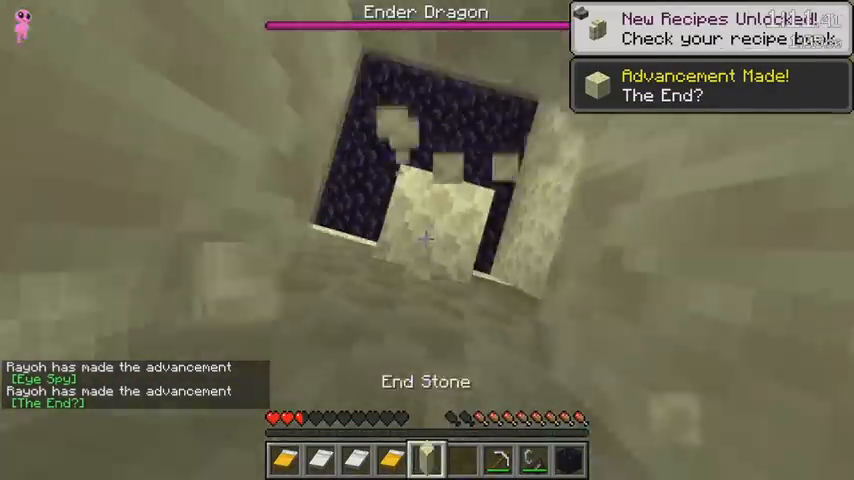 Ender Dragon
New Recipes Unlocked!
Check your recipe book
Advancement Made!
The End?
Rayoh has made the advancement
[Eye Spy]
Rayoh has made the advancement
[The End?]
End Stone